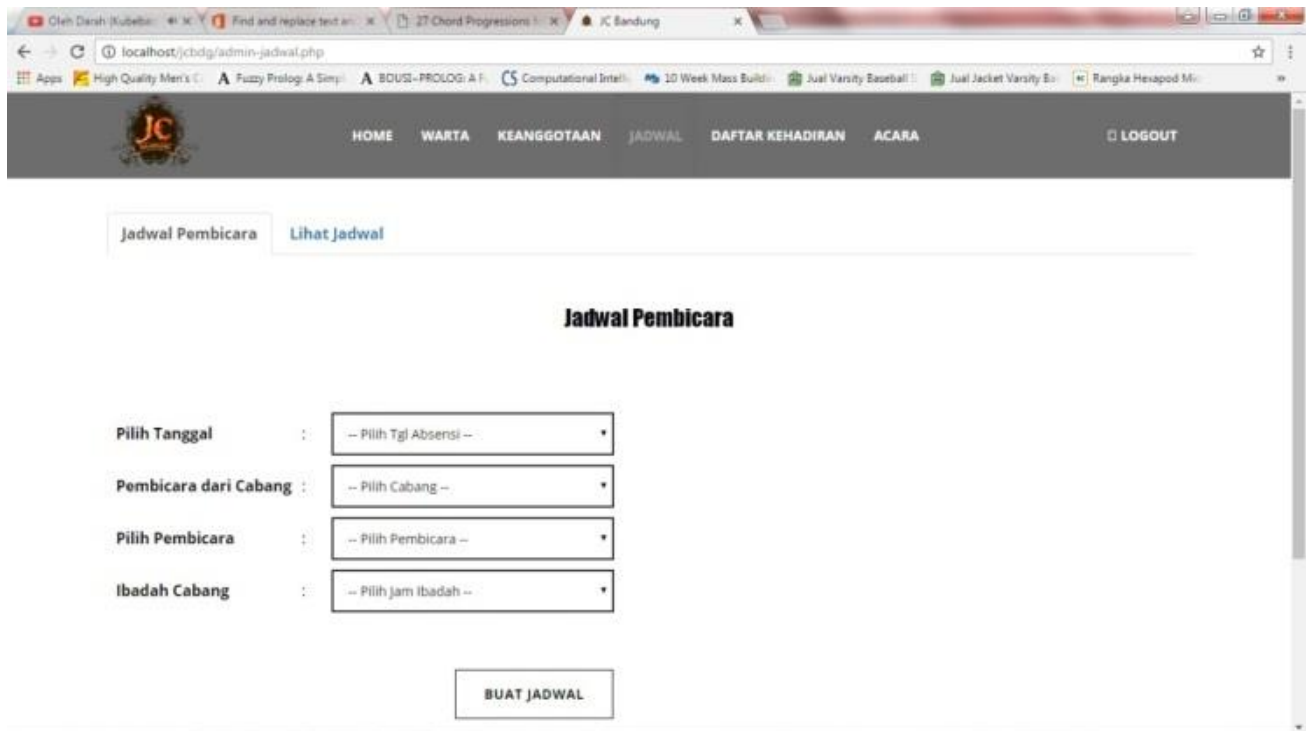 Oleh Darah (Kubebas
Find and replace text an
27 Chord Progressions
JC Bandung
localhost/jcbdg/admin-jadwal.php
Apps
High Quality Men's C
A Fuzzy Prolog: A Simpl
BOUSI~PROLOG: A F
Computational Intelli
10 Week Mass Buildi
Jual Varsity Baseball
Jual Jacket Varsity Ba
Rangka Hexapod Mi
JC
HOME WARTA KEANGGOTAAN JADWAL DAFTAR KEHADIRAN ACARA LOGOUT
Jadwal Pembicara Lihat Jadwal
Jadwal Pembicara
Pilih Tanggal : -- Pilih Tgl Absensi --
Pembicara dari Cabang : -- Pilih Cabang --
Pilih Pembicara : -- Pilih Pembicara --
Ibadah Cabang : -- Pilih Jam Ibadah --
BUAT JADWAL